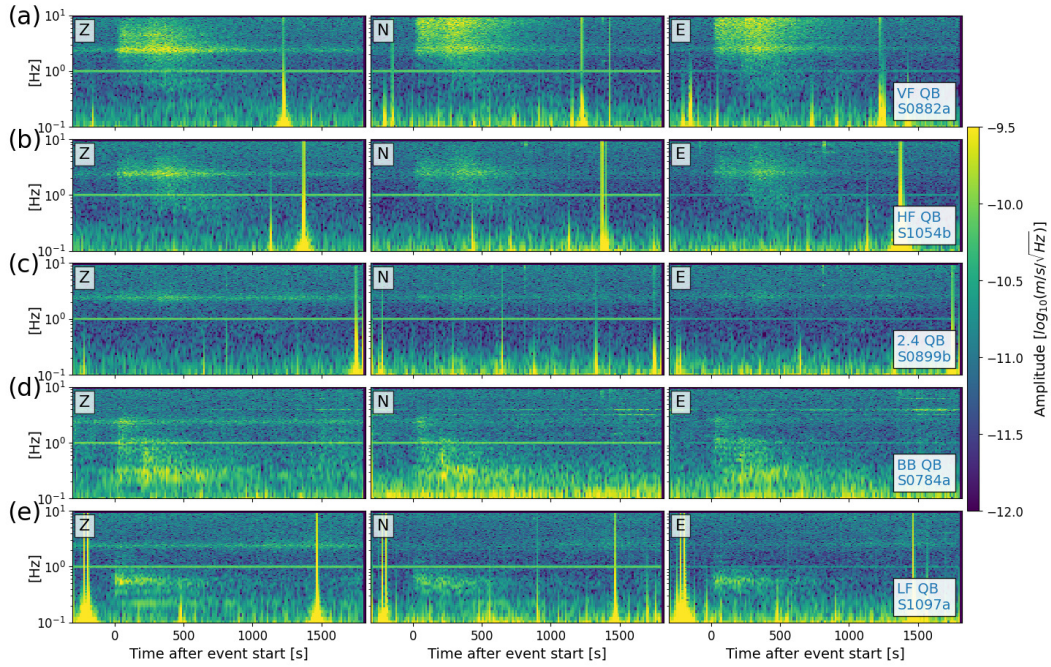 (a)
10¹
10⁰
10⁻¹
[Hz]
Z
N
E
VF QB
S0882a
(b)
10¹
10⁰
10⁻¹
[Hz]
Z
N
E
HF QB
S1054b
(c)
10¹
10⁰
10⁻¹
[Hz]
Z
N
E
2.4 QB
S0899b
(d)
10¹
10⁰
10⁻¹
[Hz]
Z
N
E
BB QB
S0784a
(e)
10¹
10⁰
10⁻¹
[Hz]
Z
N
E
LF QB
S1097a
0 500 1000 1500
0 500 1000 1500
0 500 1000 1500
Time after event start [s]
Time after event start [s]
Time after event start [s]
−9.5
−10.0
−10.5
−11.0
−11.5
−12.0
Amplitude [log₁₀(m/s/√Hz)]